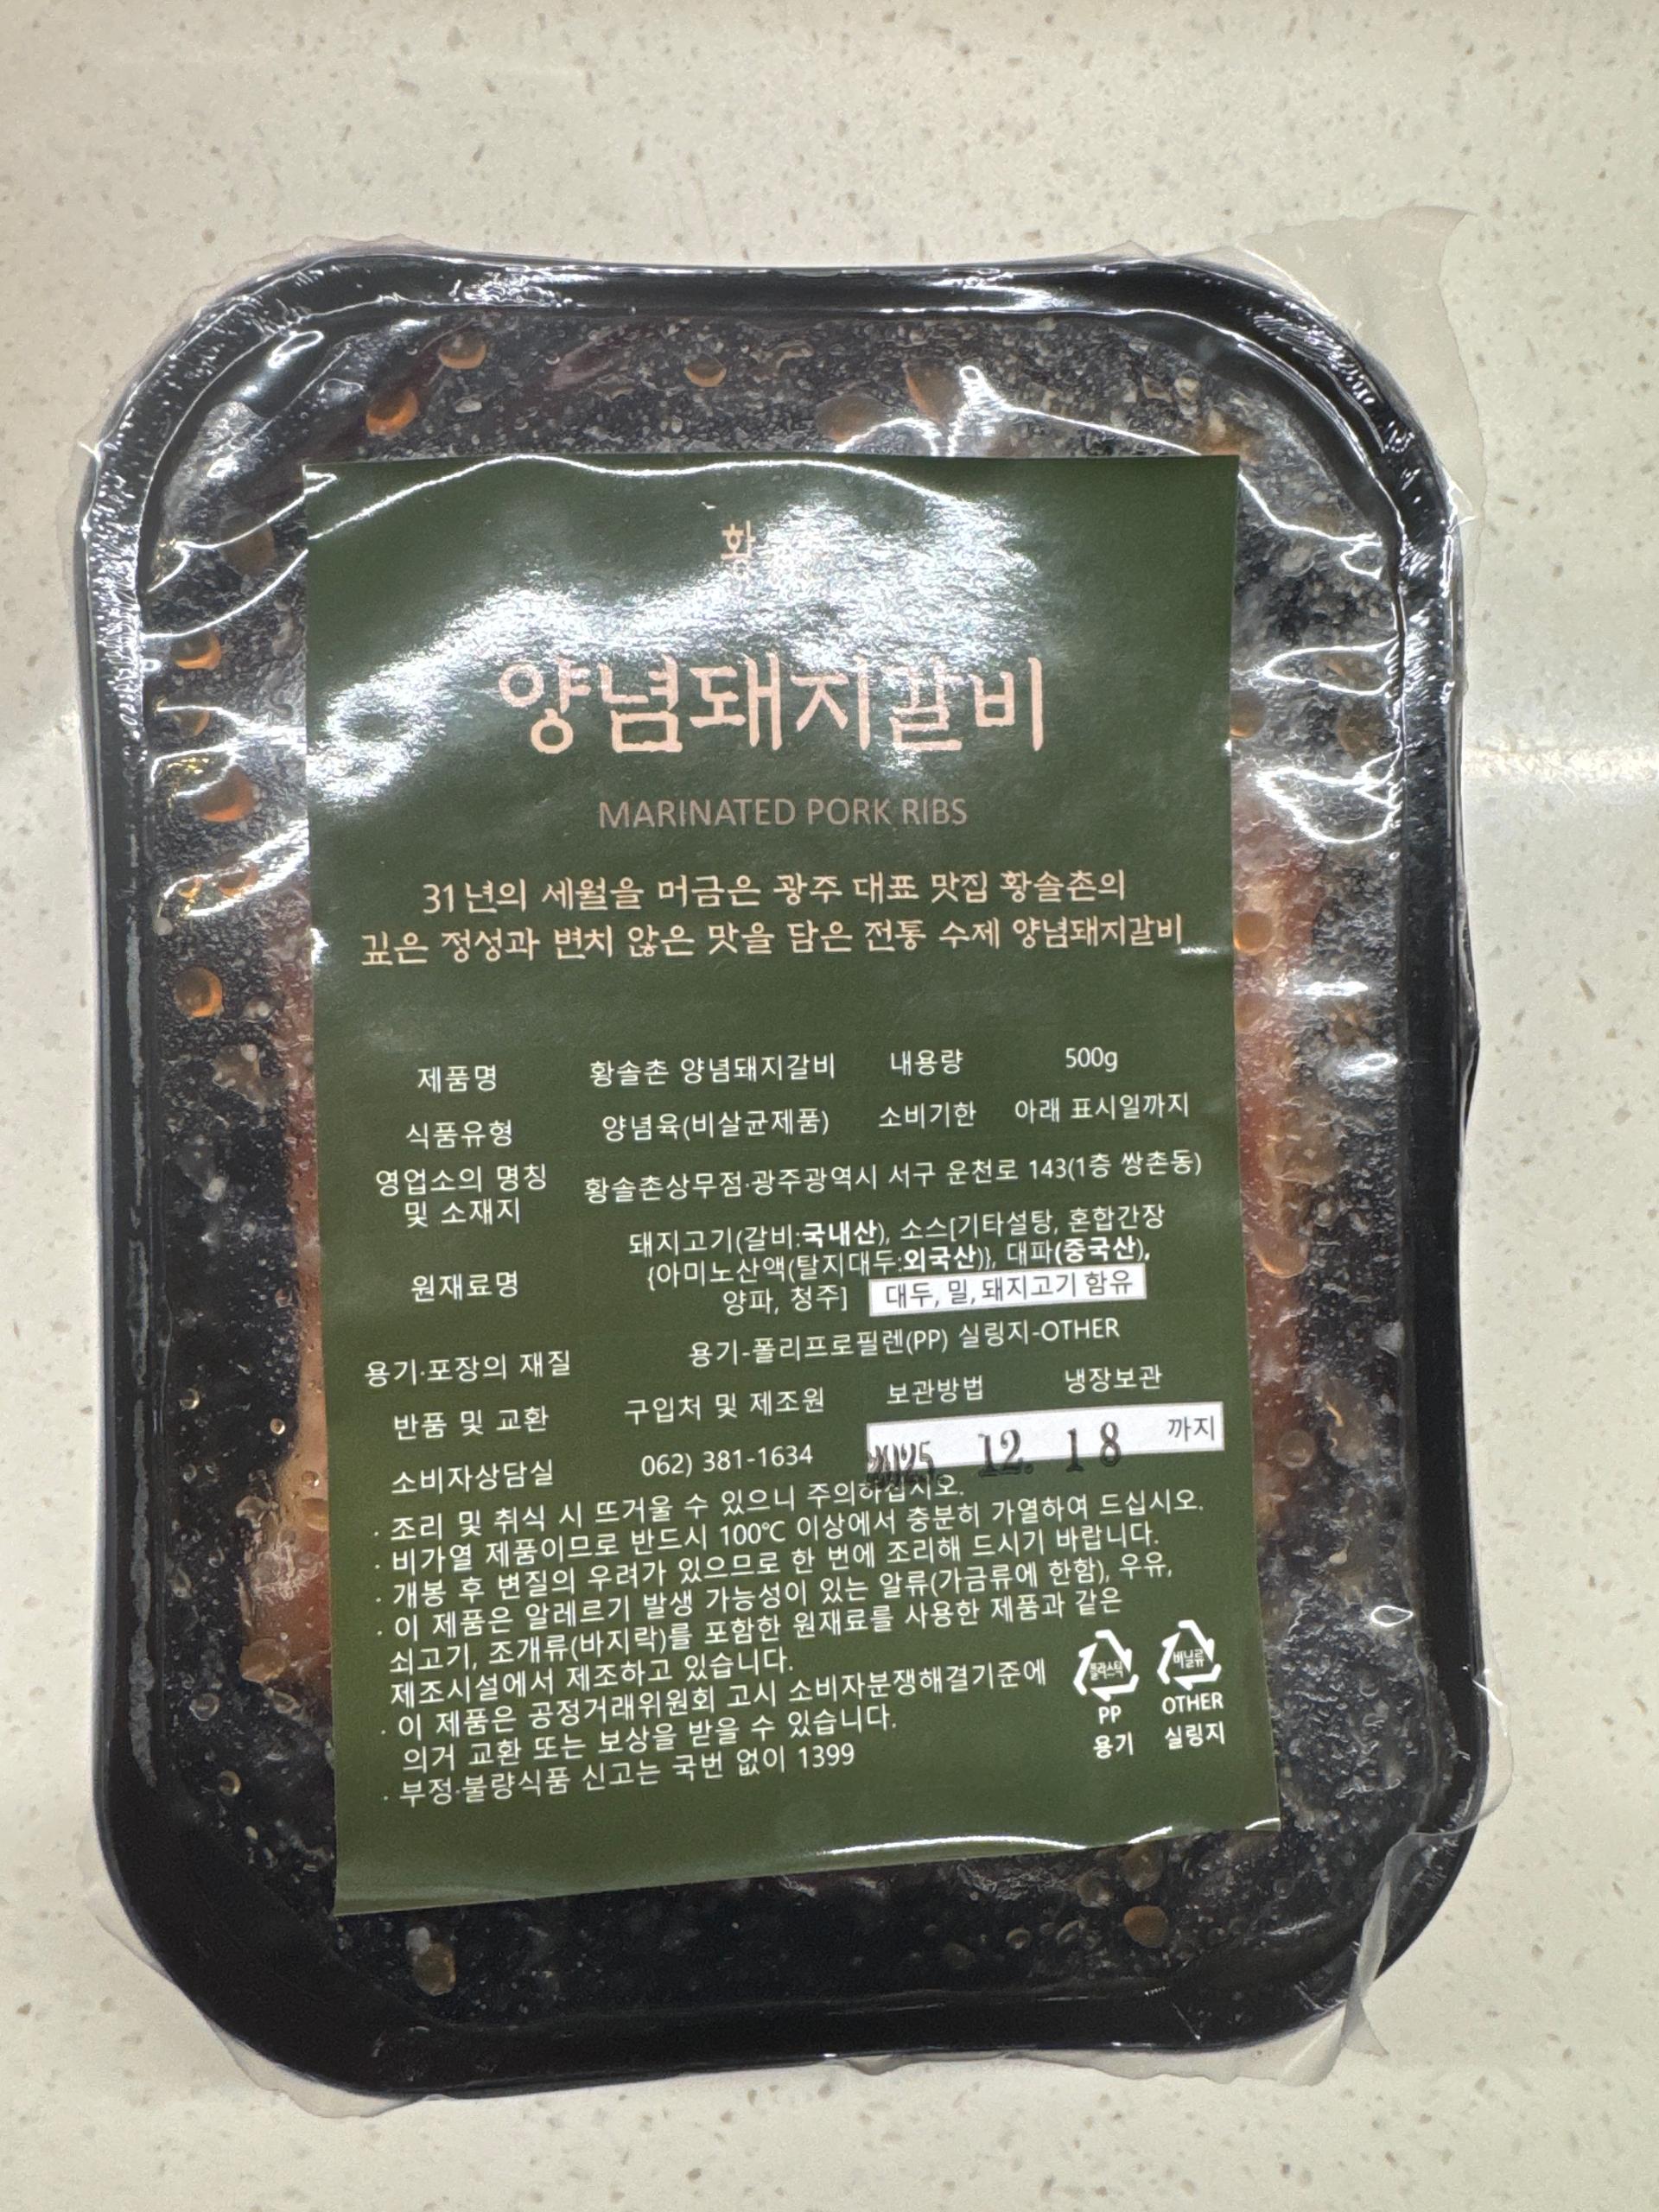 양념돼지갈비
MARINATED PORK RIBS
31년의 세월을 머금은 광주 대표 맛집 황솔촌의
깊은 정성과 변치 않은 맛을 담은 전통 수제 양념돼지갈비
제품명 황솔촌 양념돼지갈비 내용량 500g
식품유형 양념육(비살균제품) 소비기한 아래 표시일까지
영업소의 명칭
및 소재지 황솔촌상무점·광주광역시 서구 운천로 143(1층 쌍촌동)
원재료명 돼지고기(갈비:국내산), 소스[기타설탕, 혼합간장
{아미노산액(탈지대두:외국산)}, 대파(중국산),
양파, 청주] 대두, 밀, 돼지고기 함유
용기·포장의 재질 용기-폴리프로필렌(PP) 실링지-OTHER
반품 및 교환 구입처 및 제조원 보관방법 냉장보관
소비자상담실 062) 381-1634 2025 12. 18 까지
· 조리 및 취식 시 뜨거울 수 있으니 주의하십시오.
· 비가열 제품이므로 반드시 100℃ 이상에서 충분히 가열하여 드십시오.
· 개봉 후 변질의 우려가 있으므로 한 번에 조리해 드시기 바랍니다.
· 이 제품은 알레르기 발생 가능성이 있는 알류(가금류에 한함), 우유,
쇠고기, 조개류(바지락)를 포함한 원재료를 사용한 제품과 같은
제조시설에서 제조하고 있습니다.
· 이 제품은 공정거래위원회 고시 소비자분쟁해결기준에
의거 교환 또는 보상을 받을 수 있습니다.
· 부정·불량식품 신고는 국번 없이 1399
플라스틱 비닐류
PP OTHER
용기 실링지